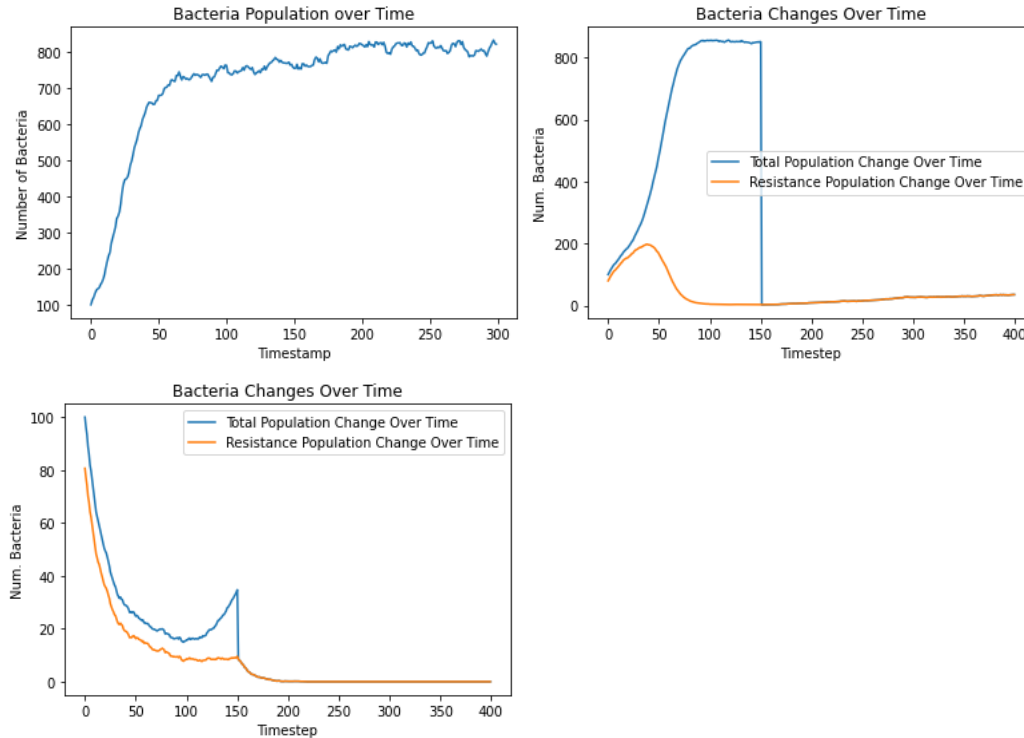 Bacteria Population over Time
800
700
600
500
400
300
200
100
Number of Bacteria
0 50 100 150 200 250 300
Timestamp
Bacteria Changes Over Time
800
600
400
200
0
Num. Bacteria
Total Population Change Over Time
Resistance Population Change Over Time
0 50 100 150 200 250 300 350 400
Timestep
Bacteria Changes Over Time
100
80
60
40
20
0
Num. Bacteria
Total Population Change Over Time
Resistance Population Change Over Time
0 50 100 150 200 250 300 350 400
Timestep